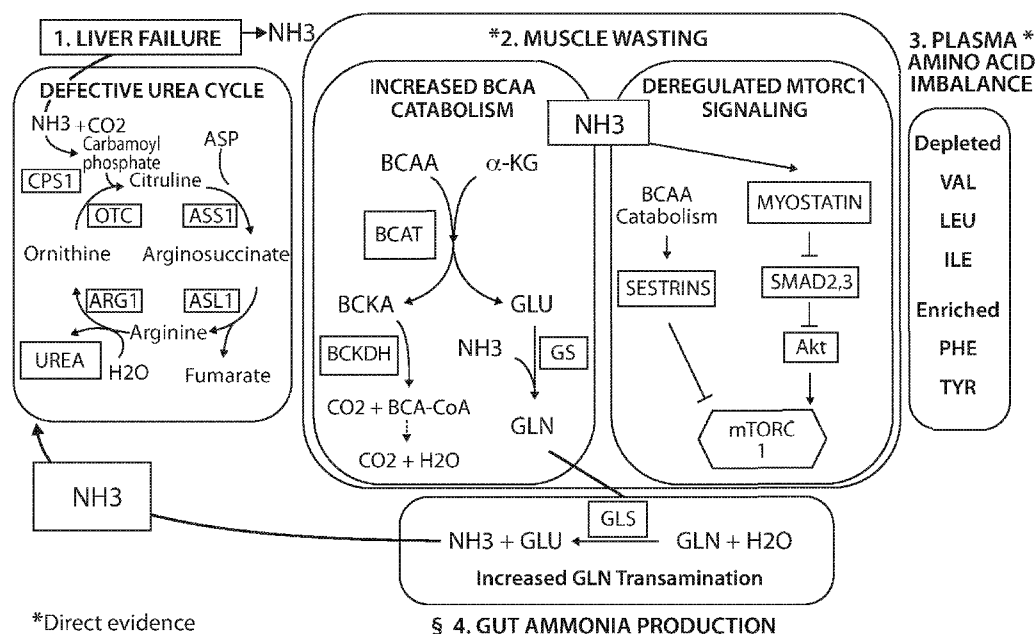 1. LIVER FAILURE
NH3
DEFECTIVE UREA CYCLE
NH3 +CO2
Carbamoyl
phosphate
ASP
CPS1
Citruline
OTC
ASS1
Ornithine
Arginosuccinate
ARG1
ASL1
Arginine
UREA
H2O
Fumarate
*2. MUSCLE WASTING
INCREASED BCAA
CATABOLISM
NH3
BCAA
α-KG
BCAT
BCKA
GLU
BCKDH
NH3
GS
CO2 + BCA-CoA
GLN
CO2 + H2O
DEREGULATED MTORC1
SIGNALING
BCAA
Catabolism
MYOSTATIN
SESTRINS
SMAD2,3
Akt
mTORC
1
3. PLASMA *
AMINO ACID
IMBALANCE
Depleted
VAL
LEU
ILE
Enriched
PHE
TYR
NH3
GLS
NH3 + GLU
GLN + H2O
Increased GLN Transamination
*Direct evidence
§ 4. GUT AMMONIA PRODUCTION